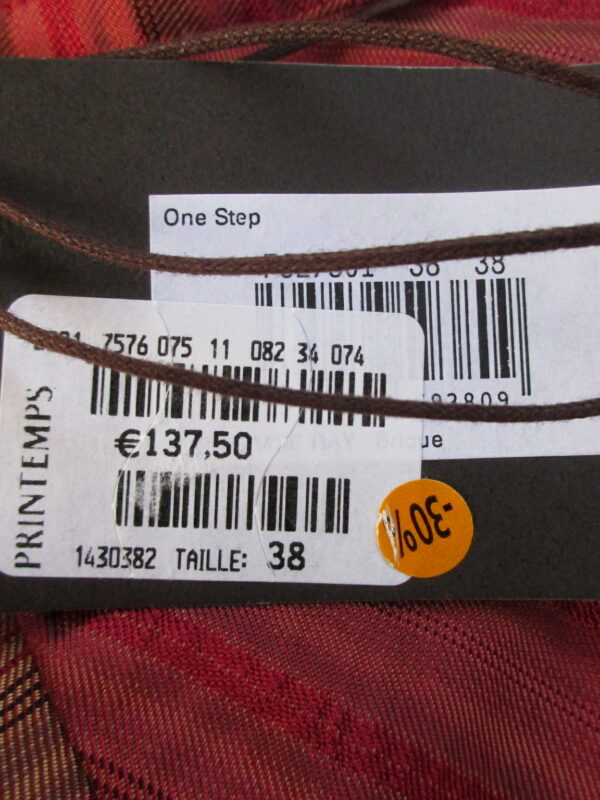 One Step
38 38
7576 075 11 082 34 074
PRINTEMPS
€137,50
-30%
1430382 TAILLE: 38